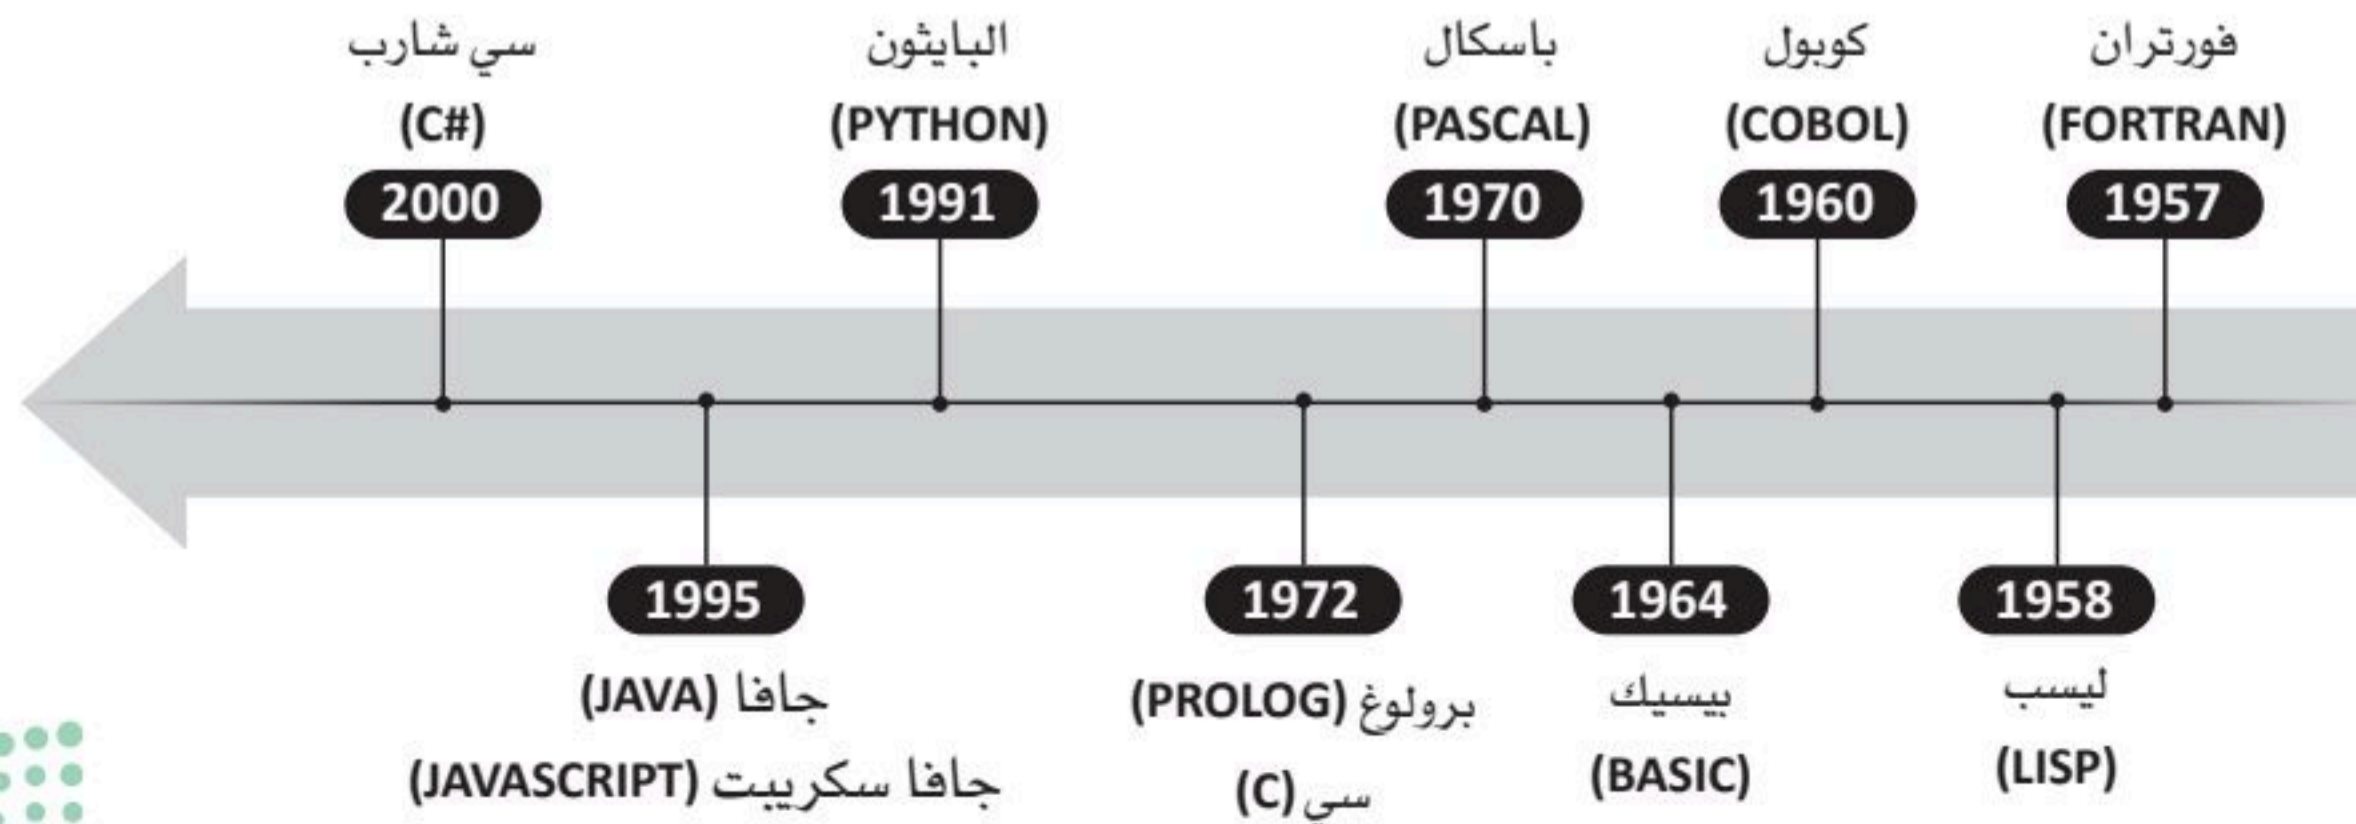 فورتران
(FORTRAN)
1957
كوبول
(COBOL)
1960
باسكال
(PASCAL)
1970
البايثون
(PYTHON)
1991
سي شارب
(C#)
2000
1958
ليسب
(LISP)
1964
بيسيك
(BASIC)
1972
برولوغ (PROLOG)
سي (C)
1995
جافا (JAVA)
جافا سكريبت (JAVASCRIPT)